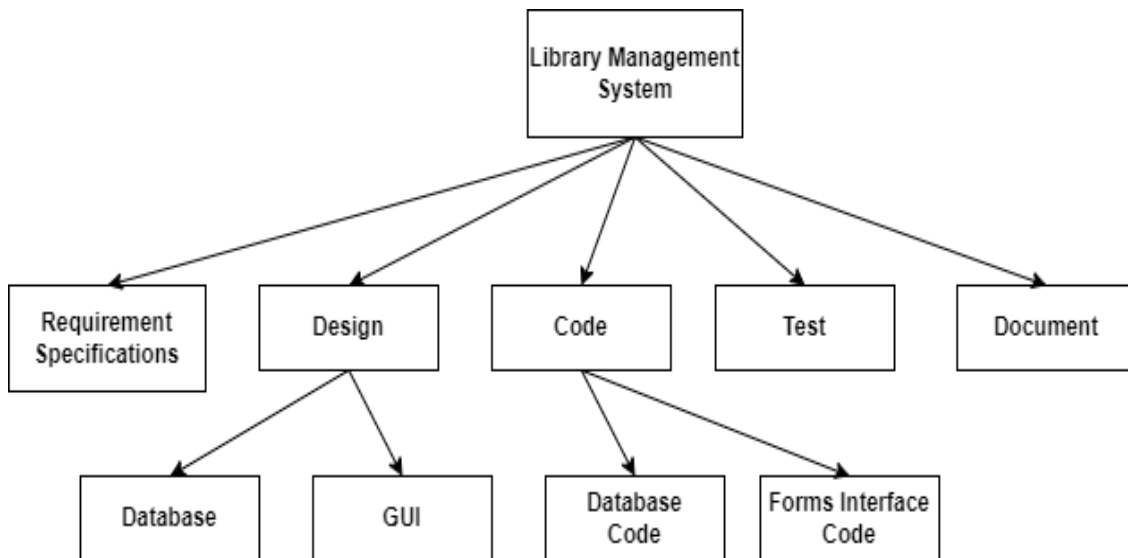 Library Management
System
Requirement
Specifications
Design
Code
Test
Document
Database
GUI
Database
Code
Forms Interface
Code